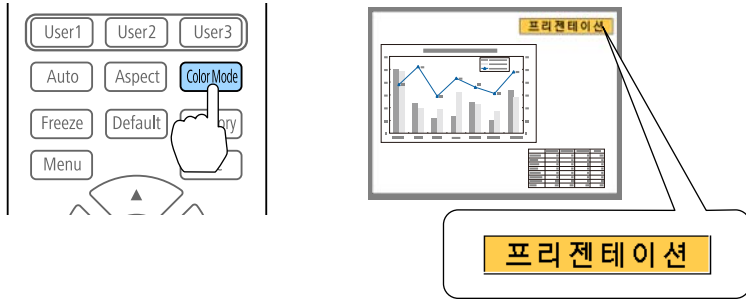 User1 User2 User3
Auto Aspect Color Mode
Freeze Default ory
Menu
프리젠테이션
프리젠테이션